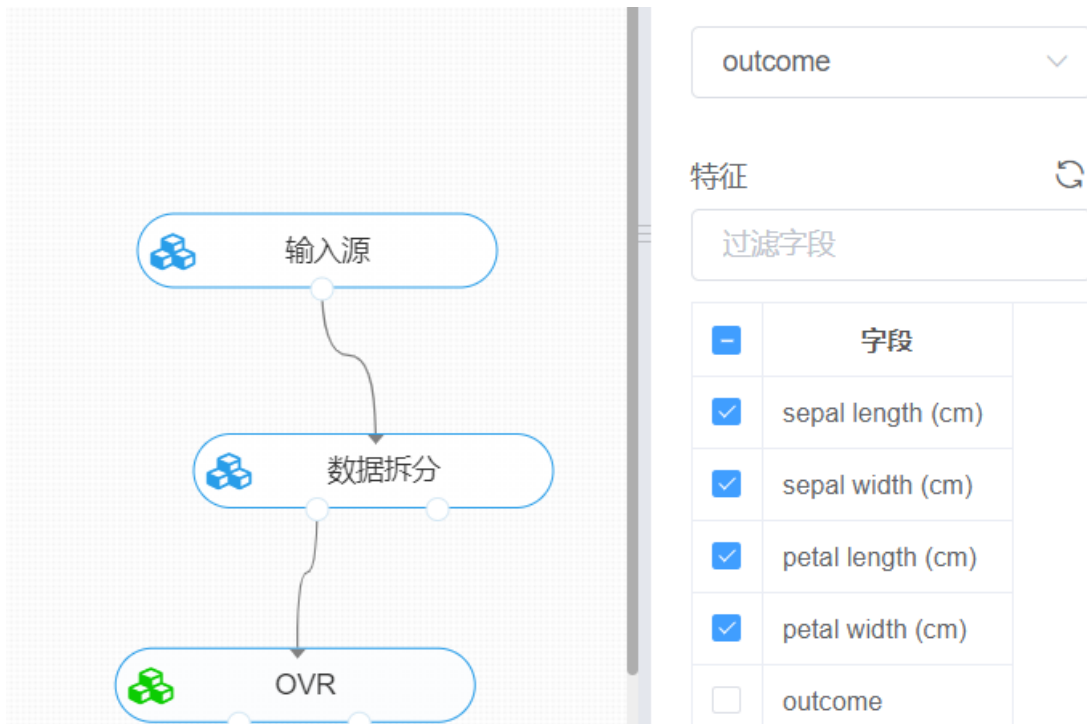 输入源
数据拆分
OVR
outcome
特征
过滤字段
字段
sepal length (cm)
sepal width (cm)
petal length (cm)
petal width (cm)
outcome